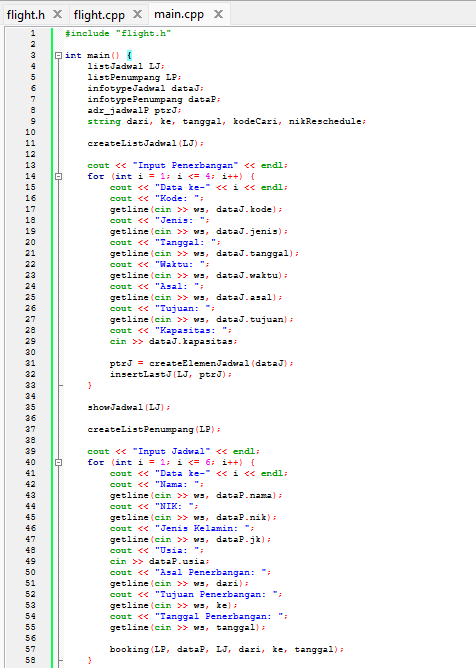 flight.h flight.cpp main.cpp
1 #include "flight.h"
2
3 int main() {
4 listJadwal LJ;
5 listPenumpang LP;
6 infotypeJadwal dataJ;
7 infotypePenumpang dataP;
8 adr_jadwalP ptrJ;
9 string dari, ke, tanggal, kodeCari, nikReschedule;
10
11 createListJadwal(LJ);
12
13 cout << "Input Penerbangan" << endl;
14 for (int i = 1; i <= 4; i++) {
15 cout << "Data ke-" << i << endl;
16 cout << "Kode: ";
17 getline(cin >> ws, dataJ.kode);
18 cout << "Jenis: ";
19 getline(cin >> ws, dataJ.jenis);
20 cout << "Tanggal: ";
21 getline(cin >> ws, dataJ.tanggal);
22 cout << "Waktu: ";
23 getline(cin >> ws, dataJ.waktu);
24 cout << "Asal: ";
25 getline(cin >> ws, dataJ.asal);
26 cout << "Tujuan: ";
27 getline(cin >> ws, dataJ.tujuan);
28 cout << "Kapasitas: ";
29 cin >> dataJ.kapasitas;
30
31 ptrJ = createElemenJadwal(dataJ);
32 insertLastJ(LJ, ptrJ);
33 }
34
35 showJadwal(LJ);
36
37 createListPenumpang(LP);
38
39 cout << "Input Jadwal" << endl;
40 for (int i = 1; i <= 6; i++) {
41 cout << "Data ke-" << i << endl;
42 cout << "Nama: ";
43 getline(cin >> ws, dataP.nama);
44 cout << "NIK: ";
45 getline(cin >> ws, dataP.nik);
46 cout << "Jenis Kelamin: ";
47 getline(cin >> ws, dataP.jk);
48 cout << "Usia: ";
49 cin >> dataP.usia;
50 cout << "Asal Penerbangan: ";
51 getline(cin >> ws, dari);
52 cout << "Tujuan Penerbangan: ";
53 getline(cin >> ws, ke);
54 cout << "Tanggal Penerbangan: ";
55 getline(cin >> ws, tanggal);
56
57 booking(LP, dataP, LJ, dari, ke, tanggal);
58 }